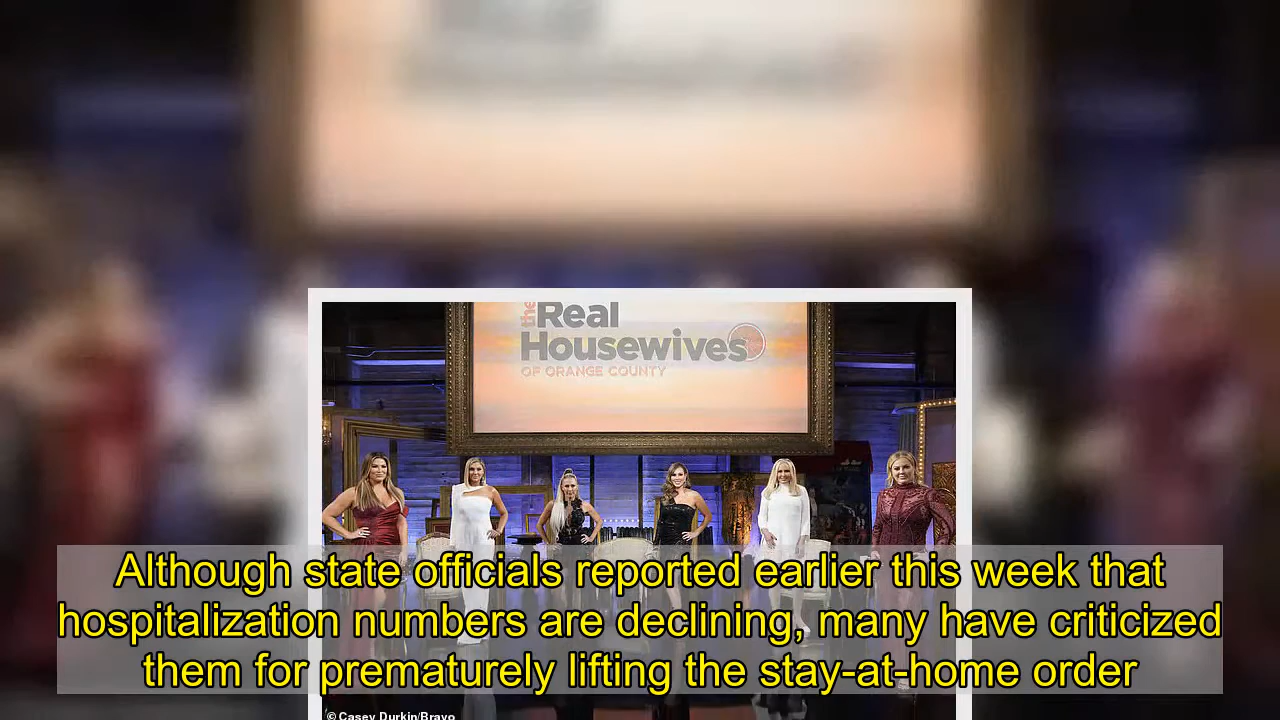 the Real
Housewives
OF ORANGE COUNTY
Although state officials reported earlier this week that
hospitalization numbers are declining, many have criticized
them for prematurely lifting the stay-at-home order
© Casey Durkin/Bravo